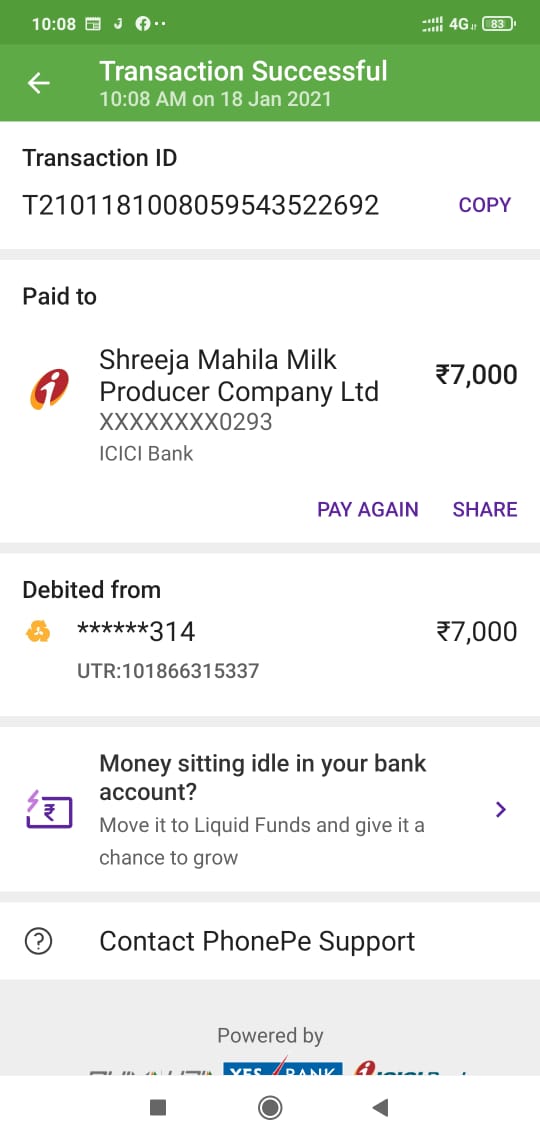 10:08
4G
83
Transaction Successful
10:08 AM on 18 Jan 2021
Transaction ID
T2101181008059543522692
COPY
Paid to
Shreeja Mahila Milk
Producer Company Ltd
₹7,000
XXXXXXXX0293
ICICI Bank
PAY AGAIN
SHARE
Debited from
******314
₹7,000
UTR:101866315337
Money sitting idle in your bank
account?
Move it to Liquid Funds and give it a
chance to grow
Contact PhonePe Support
Powered by
YES BANK